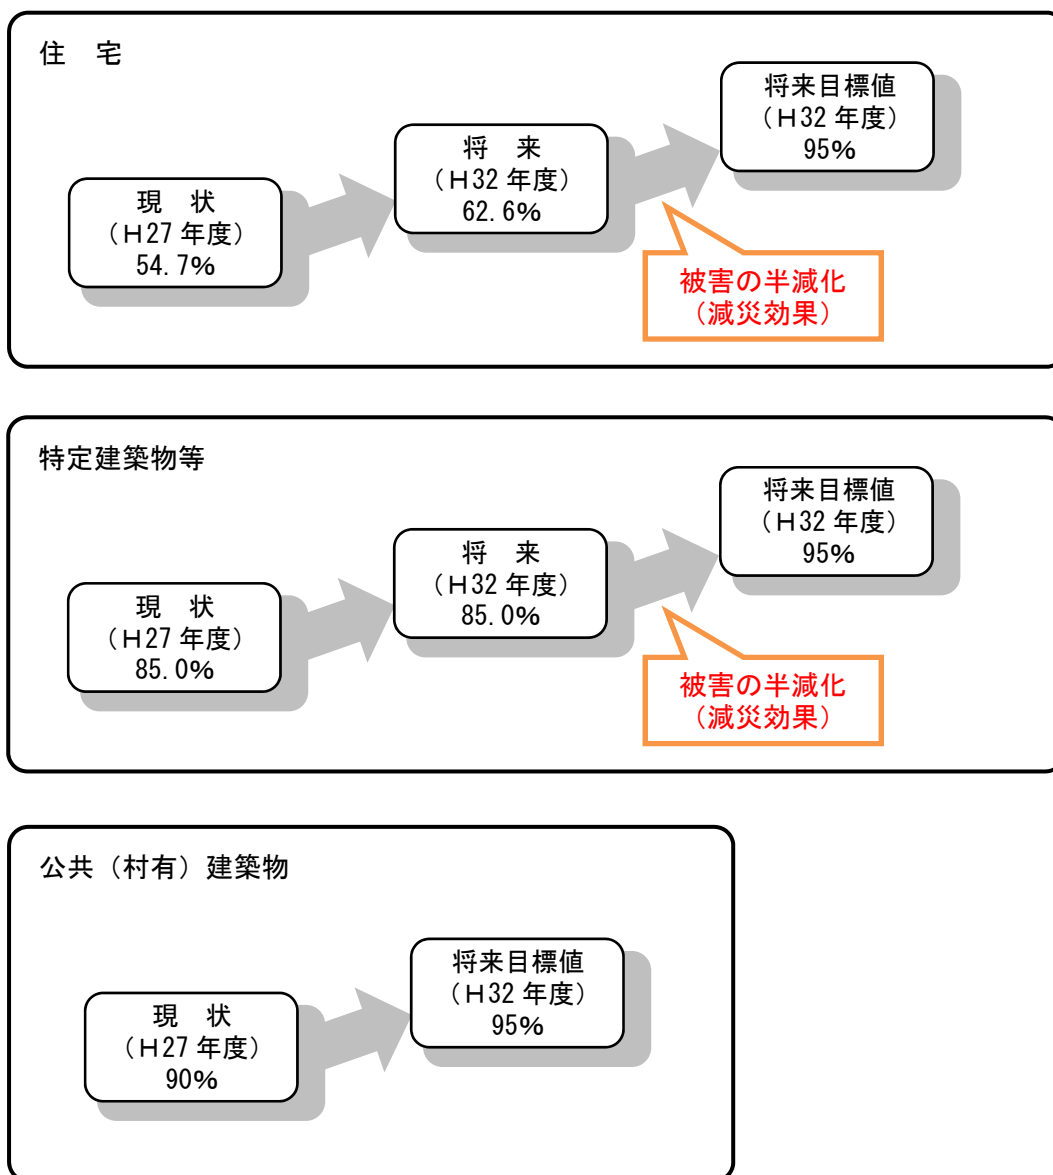 住　宅
現　状
（Ｈ27 年度）
54.7%
将　来
（Ｈ32 年度）
62.6%
将来目標値
（Ｈ32 年度）
95%
被害の半減化
（減災効果）
特定建築物等
現　状
（Ｈ27 年度）
85.0%
将　来
（Ｈ32 年度）
85.0%
将来目標値
（Ｈ32 年度）
95%
被害の半減化
（減災効果）
公共（村有）建築物
現　状
（Ｈ27 年度）
90%
将来目標値
（Ｈ32 年度）
95%